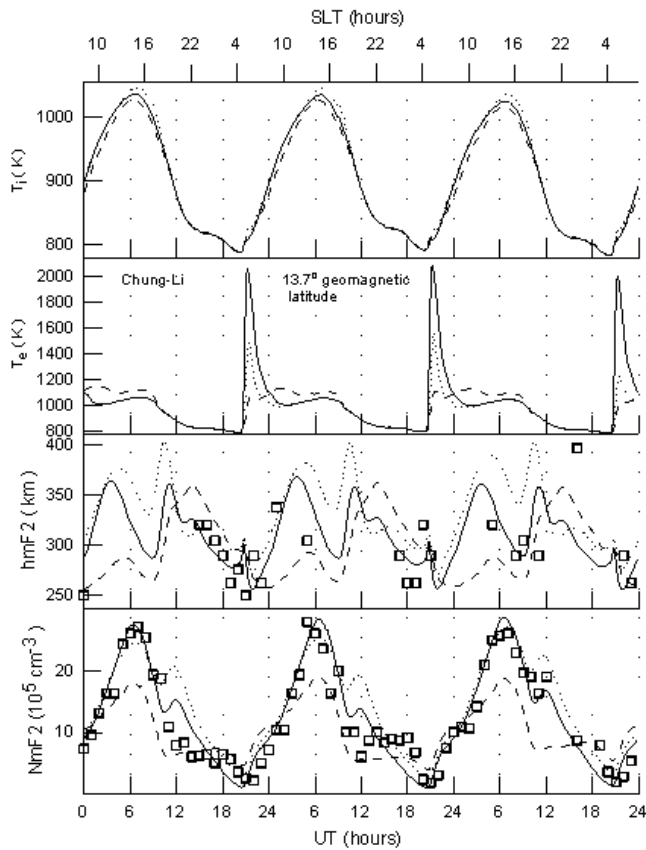 SLT (hours)
10 16 22 4 10 16 22 4 10 16 22 4
1000
900
800
Ti (K)
Chung-Li
13.7⁰ geomagnetic
latitude
2000
1800
1600
1400
1200
1000
800
Te (K)
400
350
300
250
hmF2 (km)
20
10
NmF2 (10⁵ cm⁻³)
0 6 12 18 24 6 12 18 24 6 12 18 24
UT (hours)